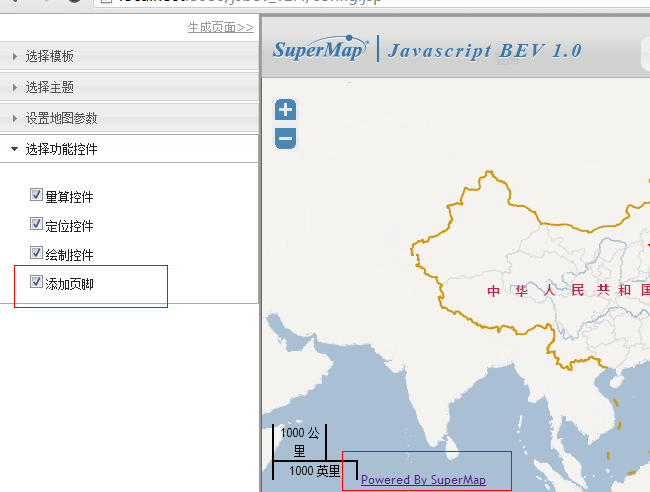 生成页面>>
选择模板
选择主题
设置地图参数
选择功能控件
量算控件
定位控件
绘制控件
添加页脚
SuperMap Javascript BEV 1.0
中 华 人 民 共 和 国
1000 公
里
1000 英里
Powered By SuperMap